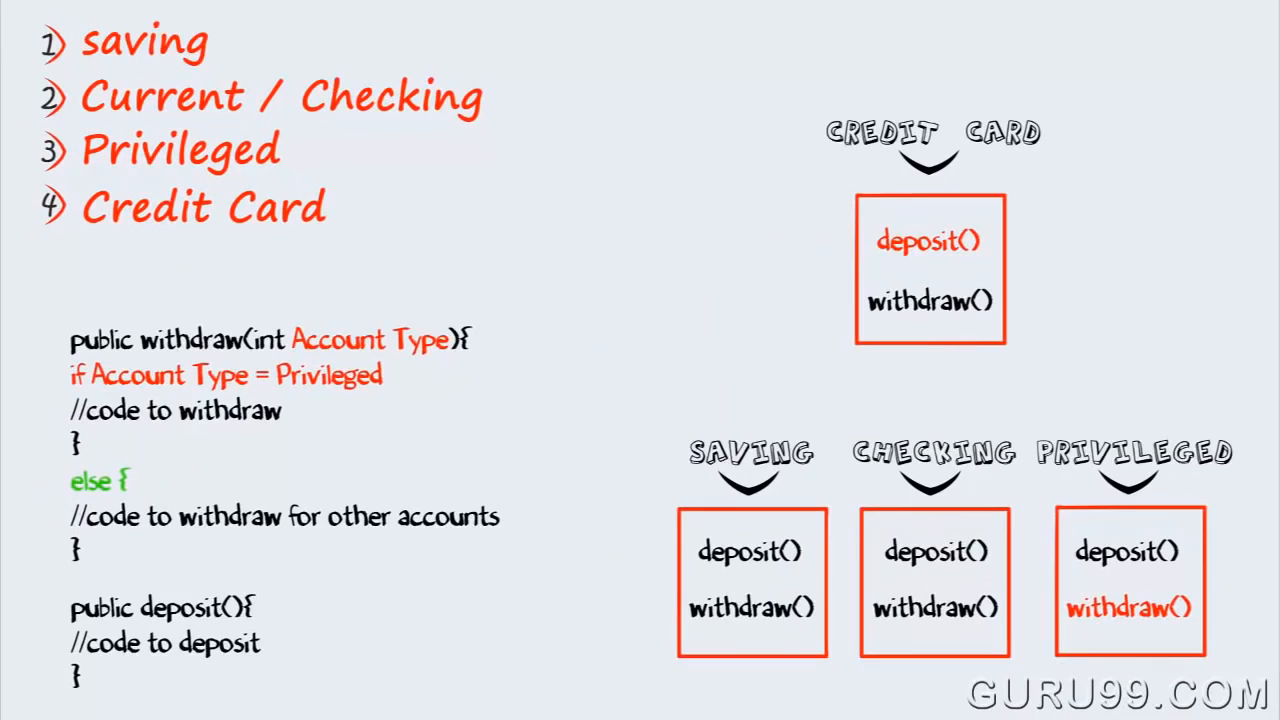 1) saving
2) Current / Checking
3) Privileged
4) Credit Card
public withdraw(int Account Type){
if Account Type = Privileged
//code to withdraw
}
else {
//code to withdraw for other accounts
}
public deposit(){
//code to deposit
}
CREDIT CARD
deposit()
withdraw()
SAVING
deposit()
withdraw()
CHECKING
deposit()
withdraw()
PRIVILEGED
deposit()
withdraw()
GURU99.COM